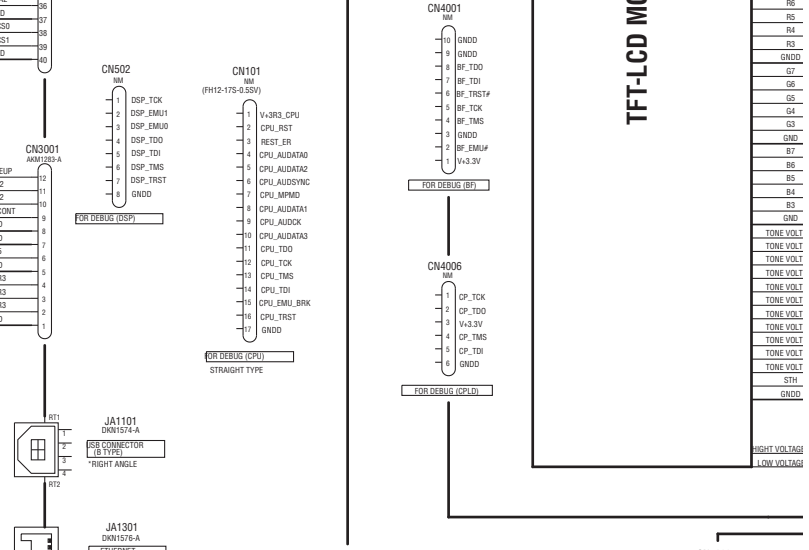 36
37
CS0
38
CS1
39
40
CN3001
AKM1283-A
12
11
10
CONT
9
8
7
6
5
4
3
2
1
RT1
1
2
3
4
RT2
JA1101
DKN1574-A
USB CONNECTOR
(B TYPE)
*RIGHT ANGLE
JA1301
DKN1576-A
ETHERNET
CN502
NM
1 DSP_TCK
2 DSP_EMU1
3 DSP_EMU0
4 DSP_TDO
5 DSP_TDI
6 DSP_TMS
7 DSP_TRST
8 GNDD
FOR DEBUG (DSP)
CN101
NM
(FH12-17S-0.5SV)
1 V+3R3_CPU
2 CPU_RST
3 REST_ER
4 CPU_AUDATA0
5 CPU_AUDATA2
6 CPU_AUDSYNC
7 CPU_MPMD
8 CPU_AUDATA1
9 CPU_AUDCK
10 CPU_AUDATA3
11 CPU_TDO
12 CPU_TCK
13 CPU_TMS
14 CPU_TDI
15 CPU_EMU_BRK
16 CPU_TRST
17 GNDD
FOR DEBUG (CPU)
STRAIGHT TYPE
CN4001
NM
10 GNDD
9 GNDD
8 BF_TDO
7 BF_TDI
6 BF_TRST#
5 BF_TCK
4 BF_TMS
3 GNDD
2 BF_EMU#
1 V+3.3V
FOR DEBUG (BF)
CN4006
NM
1 CP_TCK
2 CP_TDO
3 V+3.3V
4 CP_TMS
5 CP_TDI
6 GNDD
FOR DEBUG (CPLD)
TFT-LCD MO
R6
R5
R4
R3
GNDD
G7
G6
G5
G4
G3
GND
B7
B6
B5
B4
B3
GND
TONE VOLT
TONE VOLT
TONE VOLT
TONE VOLT
TONE VOLT
TONE VOLT
TONE VOLT
TONE VOLT
TONE VOLT
TONE VOLT
TONE VOLT
STH
GNDD
HIGHT VOLTAGE
LOW VOLTAGE